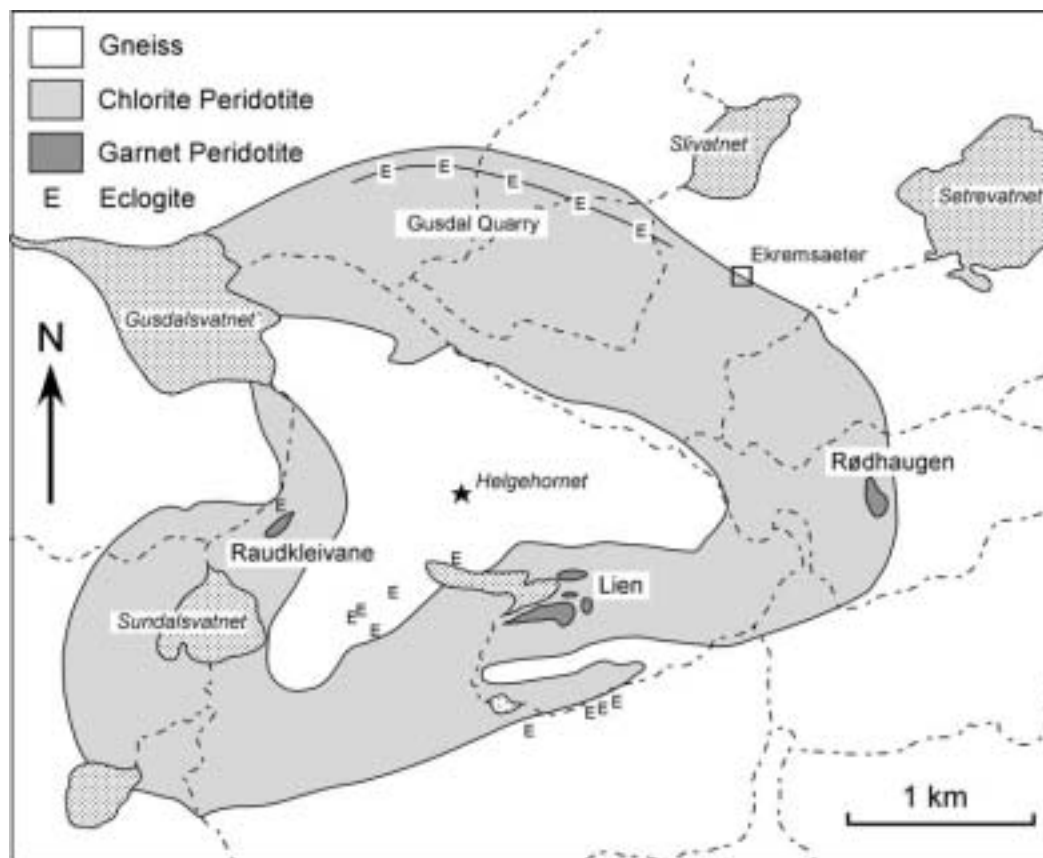 Gneiss
Chlorite Peridotite
Garnet Peridotite
E Eclogite
Slivatnet
Setrevatnet
E
E
E
E
E
Gusdal Quarry
Ekremsaeter
Gusdalsvatnet
N
Rødhaugen
Helgehornet
E
Raudkleivane
E
Lien
E
E
E
E
Sundalsvatnet
E
E
E
E
1 km